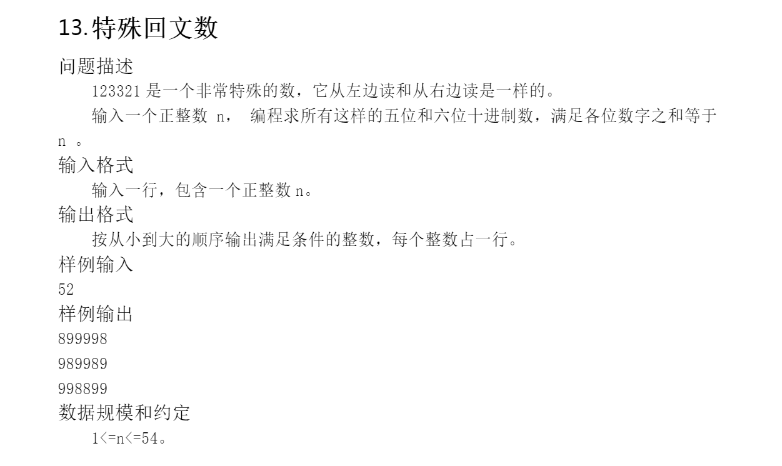 13.特殊回文数
问题描述
123321 是一个非常特殊的数，它从左边读和从右边读是一样的。
输入一个正整数 n， 编程求所有这样的五位和六位十进制数，满足各位数字之和等于
n 。
输入格式
输入一行，包含一个正整数 n。
输出格式
按从小到大的顺序输出满足条件的整数，每个整数占一行。
样例输入
52
样例输出
899998
989989
998899
数据规模和约定
1<=n<=54。